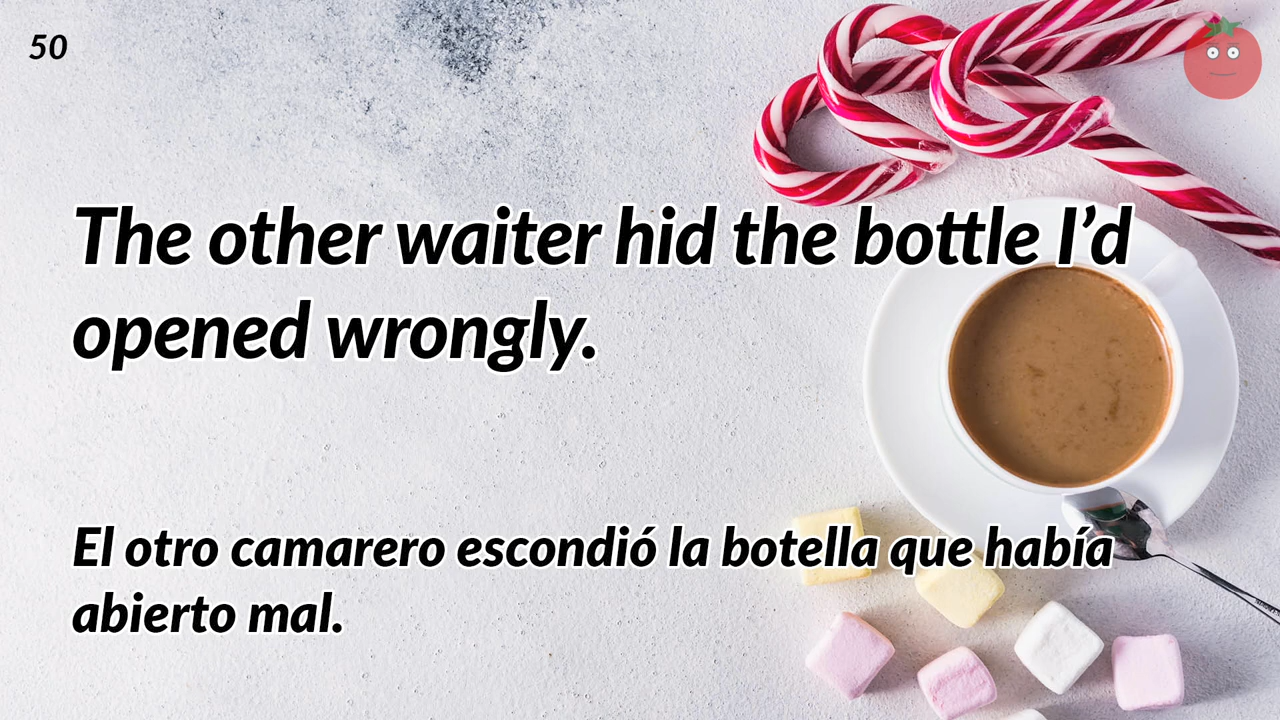 50
The other waiter hid the bottle I’d
opened wrongly.
El otro camarero escondió la botella que había
abierto mal.